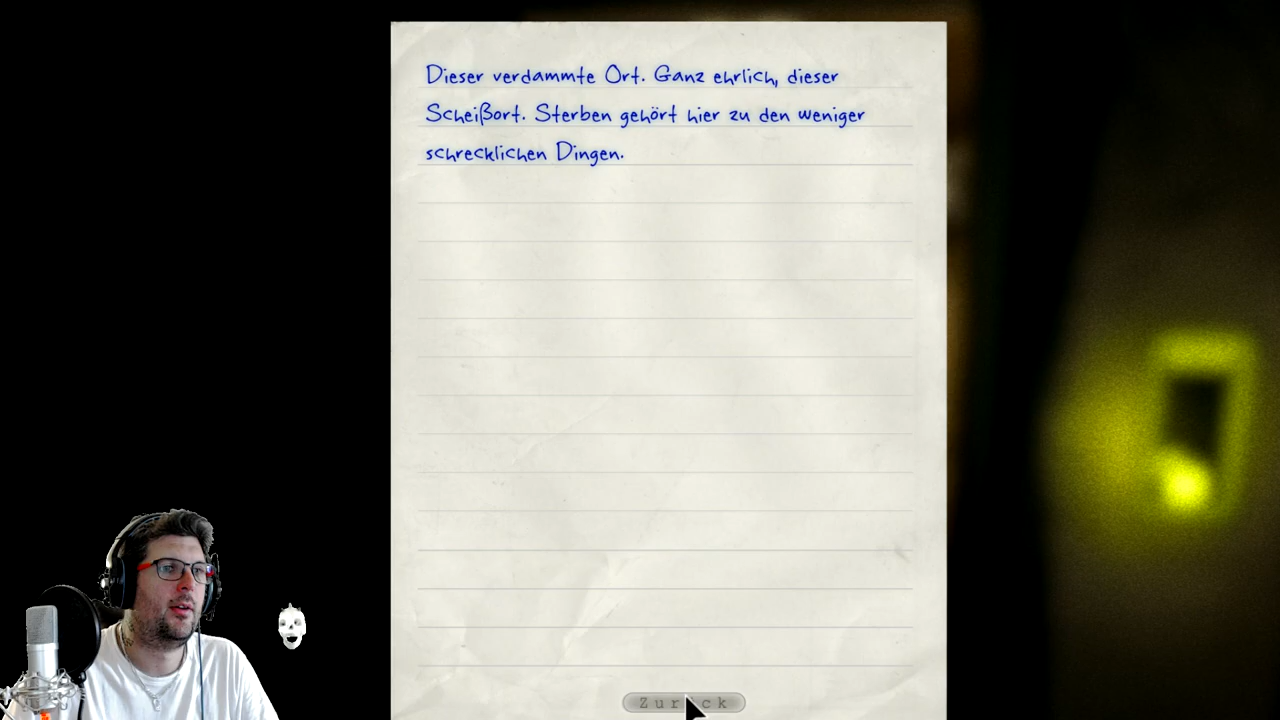 Dieser verdammte Ort. Ganz ehrlich, dieser
Scheißort. Sterben gehört hier zu den weniger
schrecklichen Dingen.